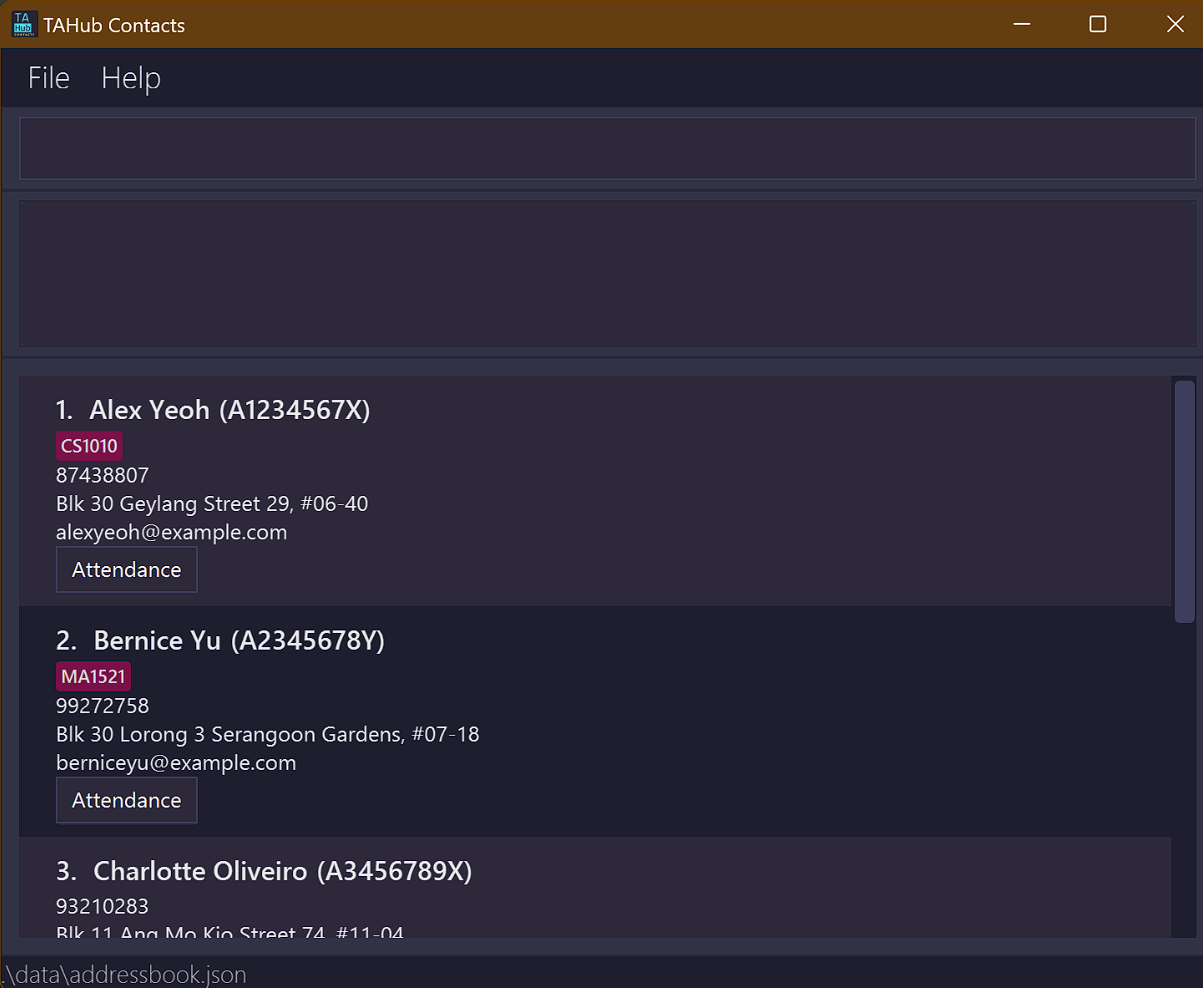 TA
Hub
CONTACTS
TAHub Contacts
File Help
1. Alex Yeoh (A1234567X)
CS1010
87438807
Blk 30 Geylang Street 29, #06-40
alexyeoh@example.com
Attendance
2. Bernice Yu (A2345678Y)
MA1521
99272758
Blk 30 Lorong 3 Serangoon Gardens, #07-18
berniceyu@example.com
Attendance
3. Charlotte Oliveiro (A3456789X)
93210283
Blk 11 Ang Mo Kio Street 74, #11-04
.\data\addressbook.json